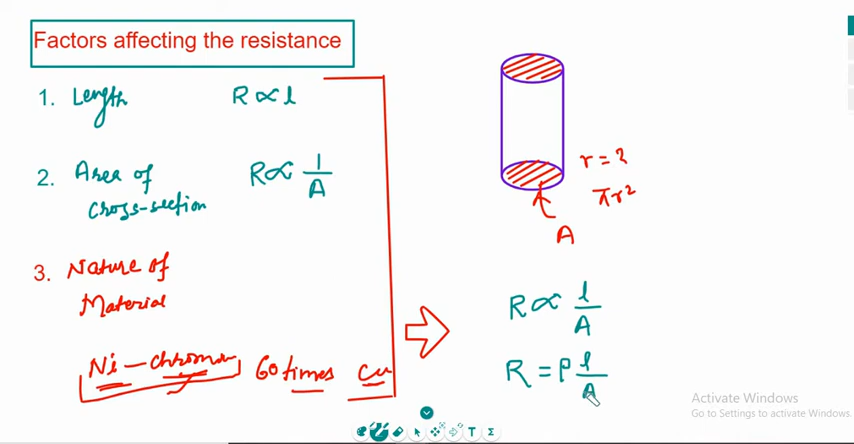 Factors affecting the resistance
1. Length R ∝ l
2. Area of cross-section R ∝ 1/A
3. Nature of Material
Ni-chromium 60 times Cu
r = ?
πr²
A
R ∝ l/A
R = ρ l/A
Activate Windows
Go to Settings to activate Windows.